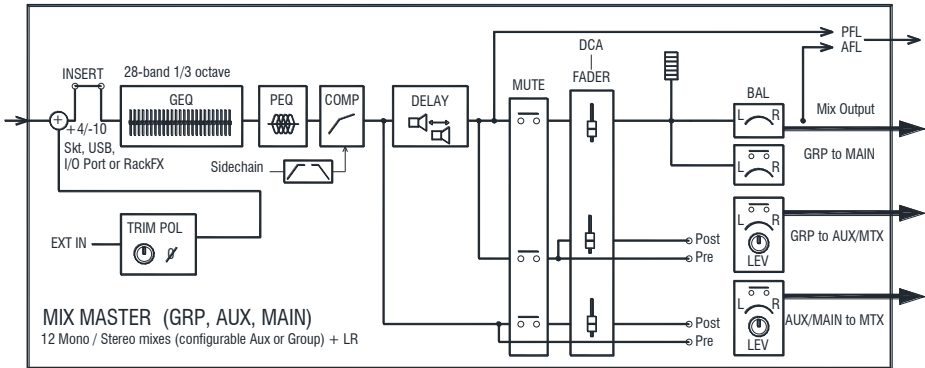 PFL
AFL
DCA
FADER
MUTE
INSERT
28-band 1/3 octave
GEQ
PEQ
COMP
DELAY
BAL
Mix Output
L R
+4/-10
Skt, USB,
I/O Port or RackFX
Sidechain
GRP to MAIN
L R
EXT IN
TRIM POL
Ø
Post
Pre
L R
LEV
GRP to AUX/MTX
MIX MASTER (GRP, AUX, MAIN)
12 Mono / Stereo mixes (configurable Aux or Group) + LR
Post
Pre
L R
LEV
AUX/MAIN to MTX